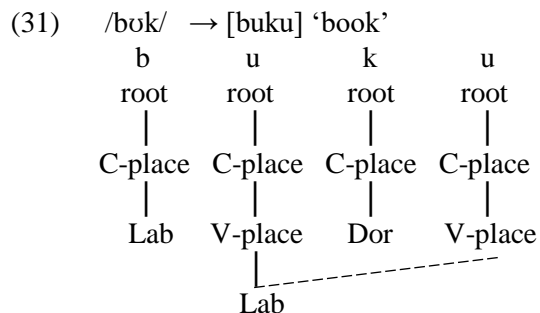 (31) /bʊk/ → [buku] ‘book’
b u k u
root root root root
C-place C-place C-place C-place
Lab V-place Dor V-place
Lab